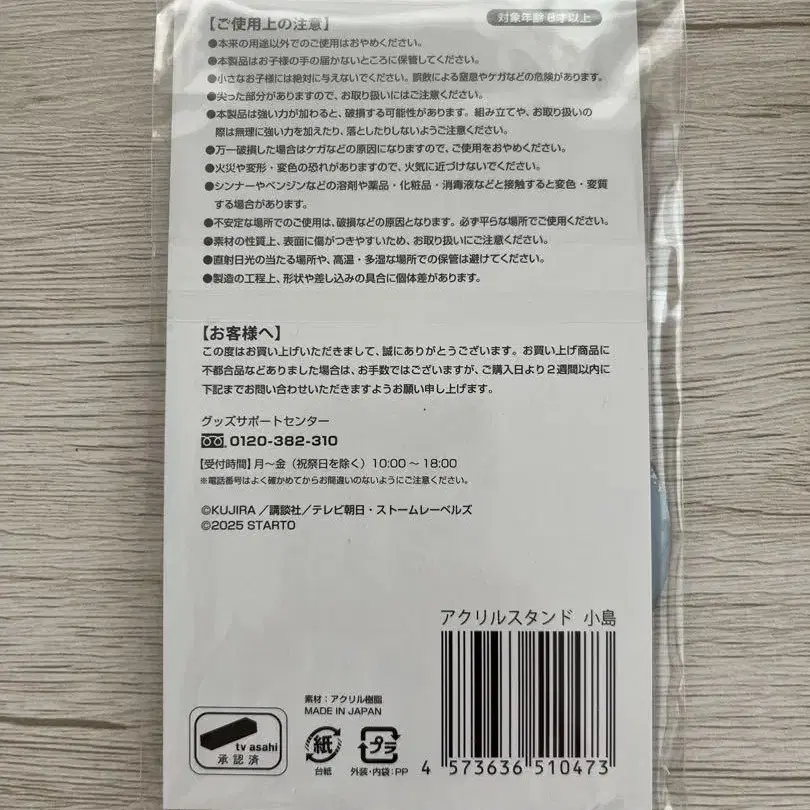 【ご使用上の注意】
対象年齢 6才以上
●本来の用途以外でのご使用はおやめください。
●本製品はお子様の手の届かないところに保管してください。
●小さなお子様には絶対に与えないでください。誤飲による窒息やケガなどの危険があります。
●尖った部分がありますので、お取り扱いにはご注意ください。
●本製品は強い力が加わると、破損する可能性があります。組み立てや、お取り扱いの
際は無理に強い力を加えたり、落としたりしないようご注意ください。
●万一破損した場合はケガなどの原因になりますので、ご使用をおやめください。
●火災や変形・変色の恐れがありますので、火気に近づけないでください。
●シンナーやベンジンなどの溶剤や薬品・化粧品・消毒液などと接触すると変色・変質
する場合があります。
●不安定な場所でのご使用は、破損などの原因となります。必ず平らな場所でご使用ください。
●素材の性質上、表面に傷がつきやすいため、お取り扱いにご注意ください。
●直射日光の当たる場所や、高温・多湿な場所での保管は避けてください。
●製造の工程上、形状や差し込みの具合に個体差があります。
【お客様へ】
この度はお買い上げいただきまして、誠にありがとうございます。お買い上げ商品に
不都合品などありました場合は、お手数ではございますが、ご購入日より2週間以内に
下記までお問い合わせいただきますようお願い申し上げます。
グッズサポートセンター
0120-382-310
【受付時間】月〜金（祝祭日を除く）10:00〜18:00
※電話番号はよく確かめてからお間違いのないようにご注意ください。
©KUJIRA／講談社／テレビ朝日・ストームレーベルズ
©2025 STARTO
アクリルスタンド 小島
素材：アクリル樹脂
MADE IN JAPAN
tv asahi
承認済
紙
台紙
プラ
外装・内袋：PP
4 573636 510473